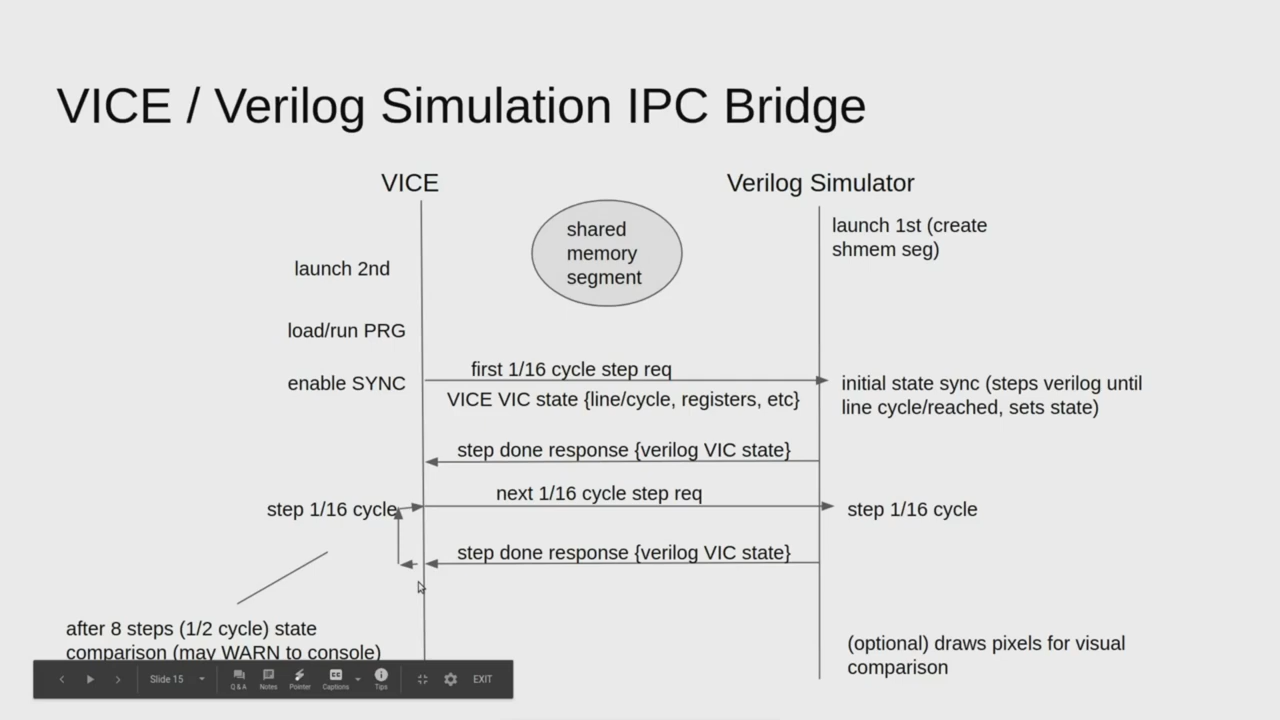 VICE / Verilog Simulation IPC Bridge
VICE
Verilog Simulator
shared
memory
segment
launch 1st (create
shmem seg)
launch 2nd
load/run PRG
enable SYNC
first 1/16 cycle step req
VICE VIC state {line/cycle, registers, etc}
initial state sync (steps verilog until
line cycle/reached, sets state)
step done response {verilog VIC state}
next 1/16 cycle step req
step 1/16 cycle
step 1/16 cycle
step done response {verilog VIC state}
after 8 steps (1/2 cycle) state
comparison (may WARN to console)
(optional) draws pixels for visual
comparison
Slide 15
Q & A
Notes
Pointer
CC
Captions
Tips
EXIT